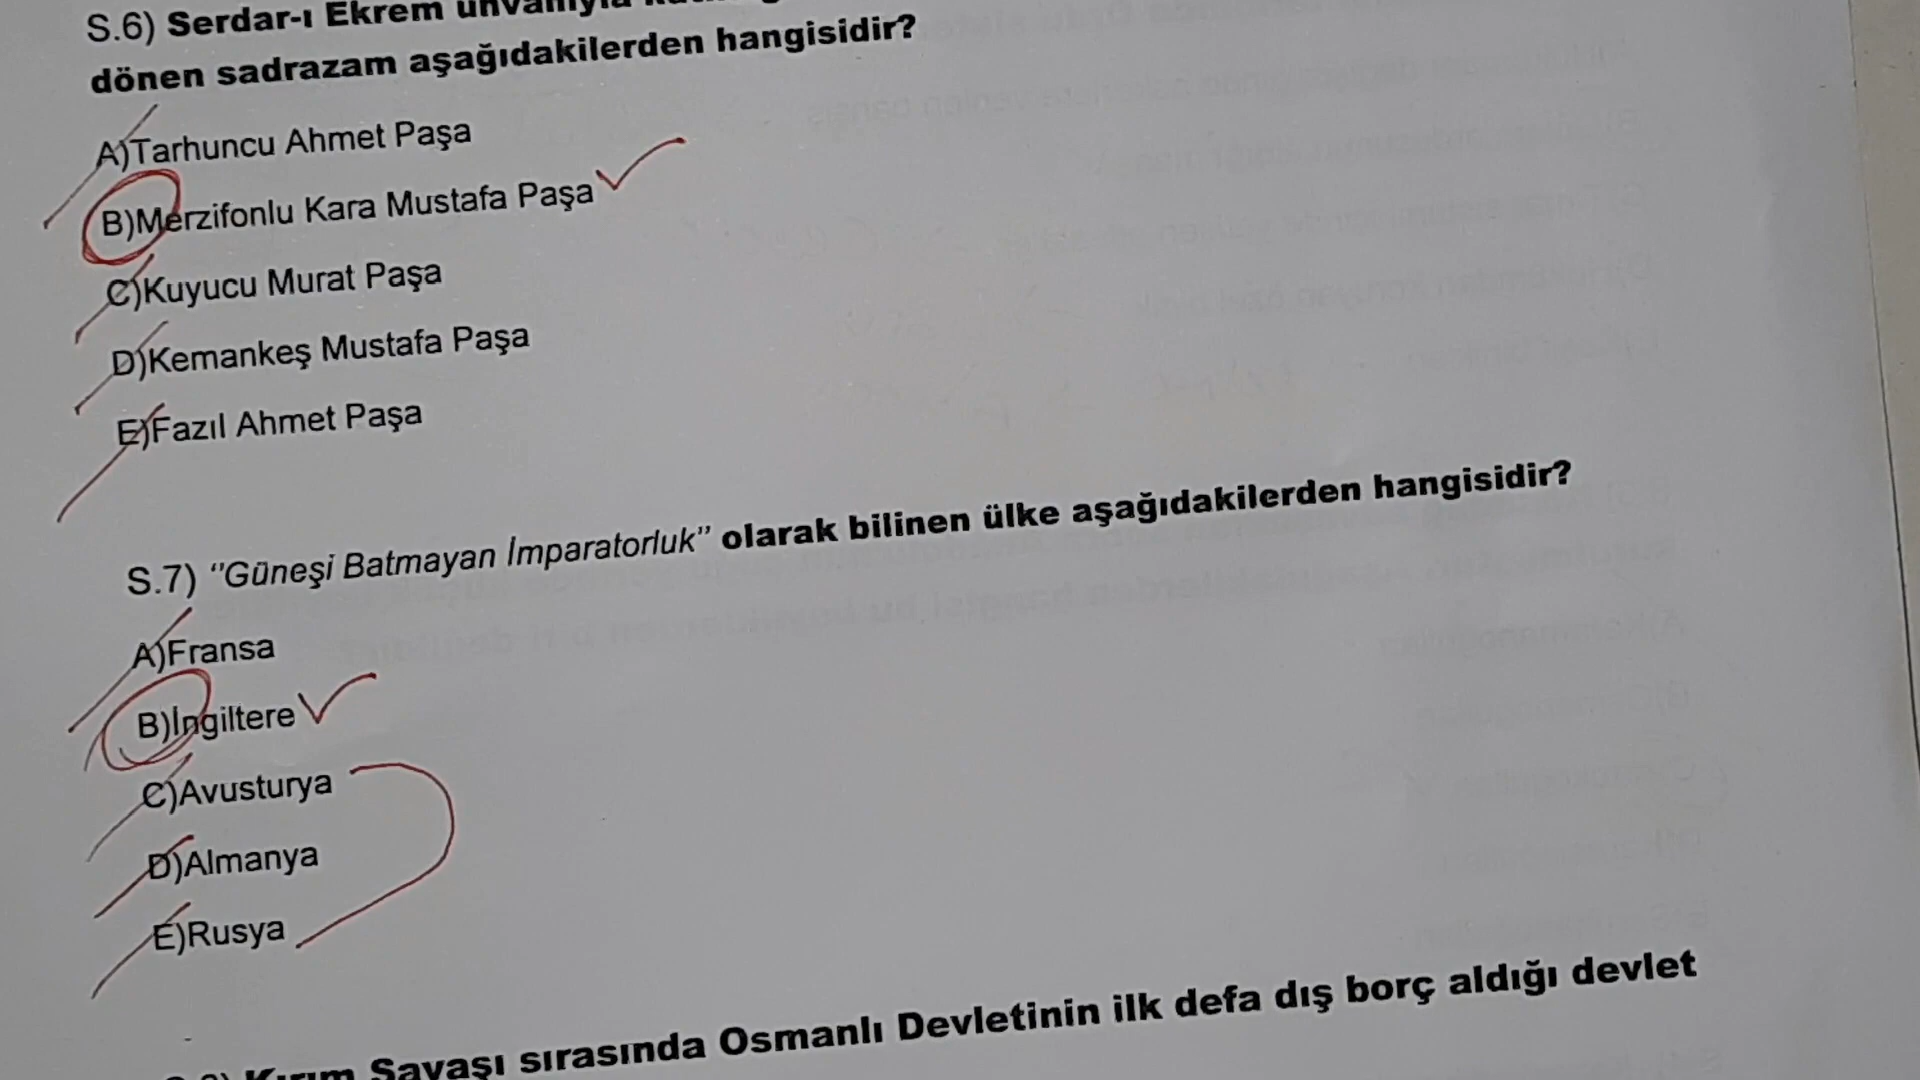 S.6) Serdar-ı Ekrem unvanıyla
dönen sadrazam aşağıdakilerden hangisidir?
A)Tarhuncu Ahmet Paşa
B)Merzifonlu Kara Mustafa Paşa
C)Kuyucu Murat Paşa
D)Kemankeş Mustafa Paşa
E)Fazıl Ahmet Paşa
S.7) "Güneşi Batmayan İmparatorluk" olarak bilinen ülke aşağıdakilerden hangisidir?
A)Fransa
B)İngiltere
C)Avusturya
D)Almanya
E)Rusya
Kırım Savaşı sırasında Osmanlı Devletinin ilk defa dış borç aldığı devlet